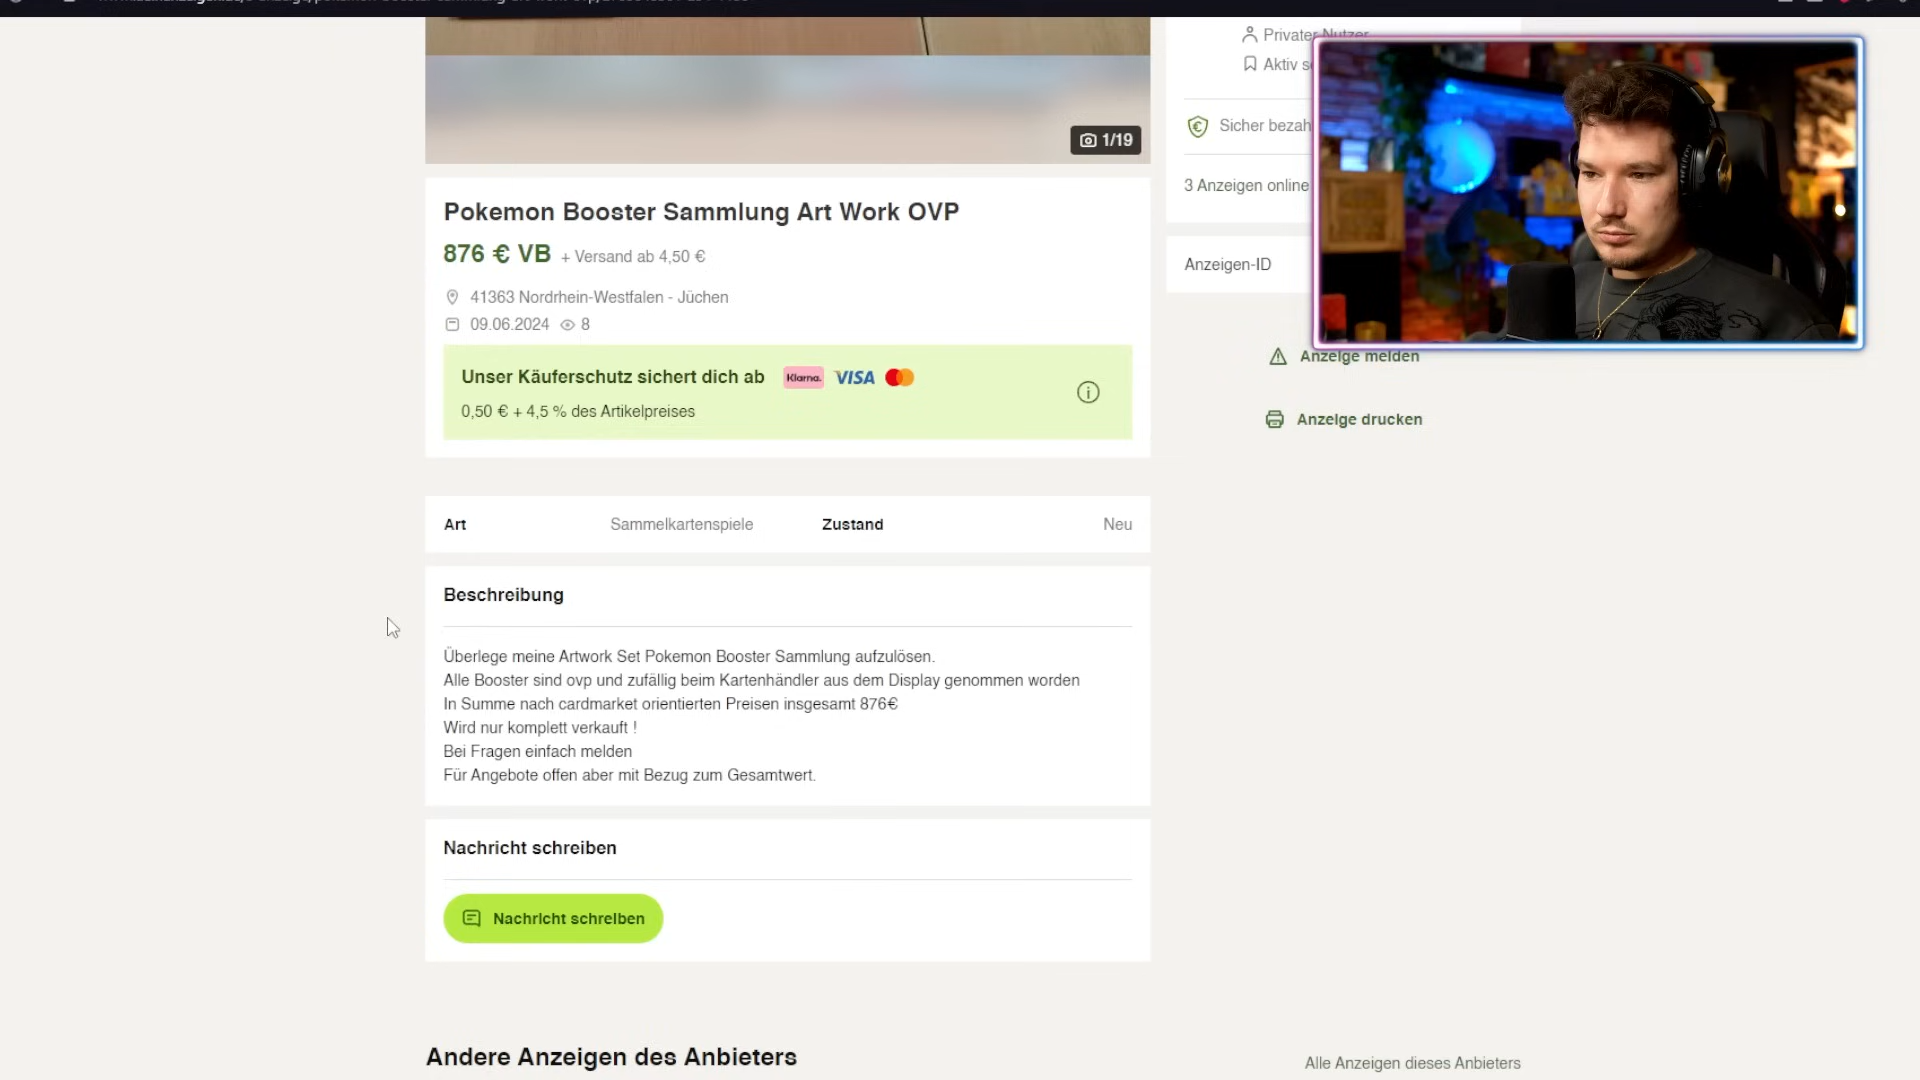 Privater Nutzer
Aktiv
Sicher
3 Anzeigen online
Anzeigen-ID
Anzeige melden
Anzeige drucken
1/19
Pokemon Booster Sammlung Art Work OVP
876 € VB + Versand ab 4,50 €
41363 Nordrhein-Westfalen - Jüchen
09.06.2024 8
Unser Käuferschutz sichert dich ab Klarna. VISA
0,50 € + 4,5 % des Artikelpreises
Art Sammelkartenspiele Zustand Neu
Beschreibung
Überlege meine Artwork Set Pokemon Booster Sammlung aufzulösen.
Alle Booster sind ovp und zufällig beim Kartenhändler aus dem Display genommen worden
In Summe nach cardmarket orientierten Preisen insgesamt 876€
Wird nur komplett verkauft !
Bei Fragen einfach melden
Für Angebote offen aber mit Bezug zum Gesamtwert.
Nachricht schreiben
Nachricht schreiben
Andere Anzeigen des Anbieters
Alle Anzeigen dieses Anbieters